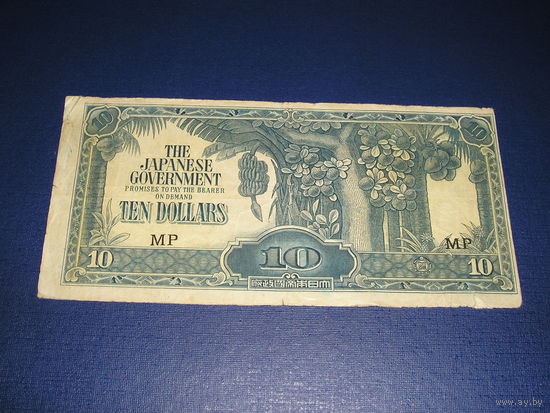 10
10
THE
JAPANESE
GOVERNMENT
PROMISES TO PAY THE BEARER
ON DEMAND
TEN DOLLARS
MP
MP
10
10
10
大日本帝國政府
www.ay.by